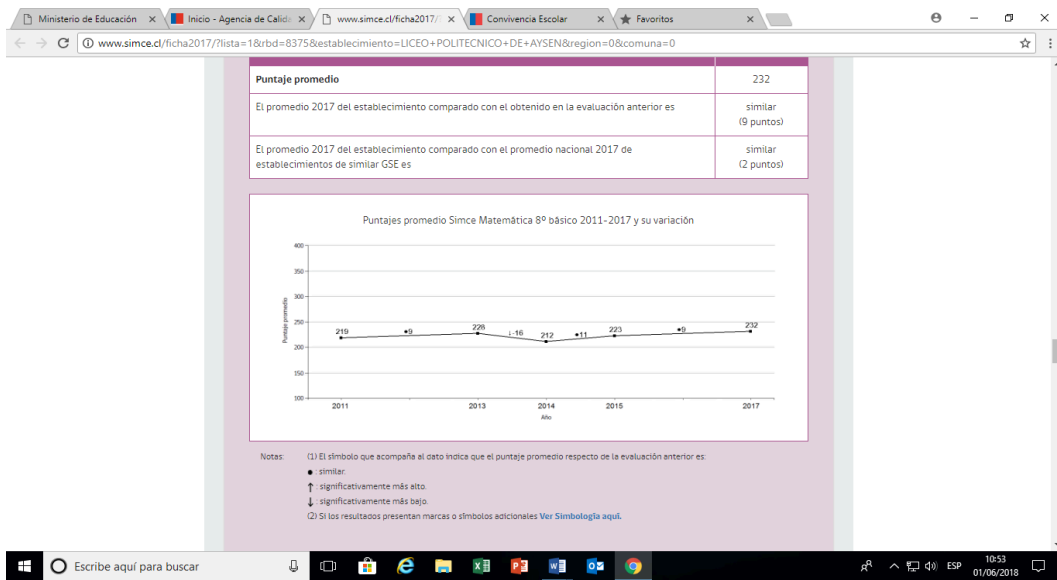 Ministerio de Educación
Inicio - Agencia de Calida
www.simce.cl/ficha2017/
Convivencia Escolar
Favoritos
www.simce.cl/ficha2017/?lista=1&rbd=8375&establecimiento=LICEO+POLITECNICO+DE+AYSEN&region=0&comuna=0
Puntaje promedio 232
El promedio 2017 del establecimiento comparado con el obtenido en la evaluación anterior es similar
(9 puntos)
El promedio 2017 del establecimiento comparado con el promedio nacional 2017 de similar
establecimientos de similar GSE es (2 puntos)
Puntajes promedio Simce Matemática 8º básico 2011-2017 y su variación
Puntaje promedio
400
350
300
250
200
150
100
219 •9 228 ↓-16 212 •11 223 •9 232
2011 2013 2014 2015 2017
Año
Notas: (1) El símbolo que acompaña al dato indica que el puntaje promedio respecto de la evaluación anterior es:
● : similar.
↑ : significativamente más alto.
↓ : significativamente más bajo.
(2) Si los resultados presentan marcas o símbolos adicionales Ver Simbología aquí.
Escribe aquí para buscar
ESP
10:53
01/06/2018